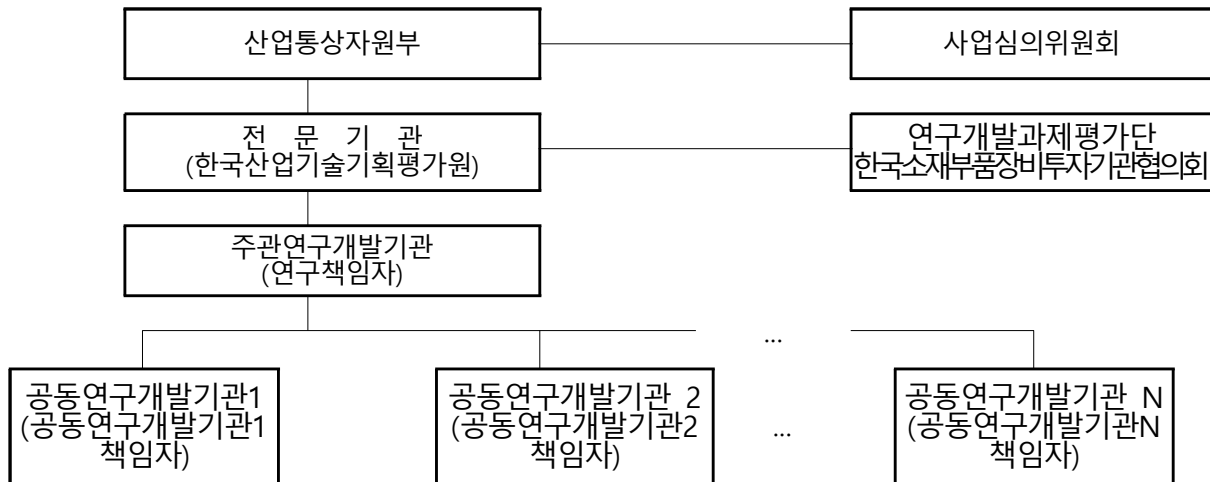 산업통상자원부
사업심의위원회
전 문 기 관
(한국산업기술기획평가원)
연구개발과제평가단
한국소재부품장비투자기관협의회
주관연구개발기관
(연구책임자)
...
공동연구개발기관1
(공동연구개발기관1
책임자)
공동연구개발기관 2
(공동연구개발기관2
책임자)
...
공동연구개발기관 N
(공동연구개발기관N
책임자)